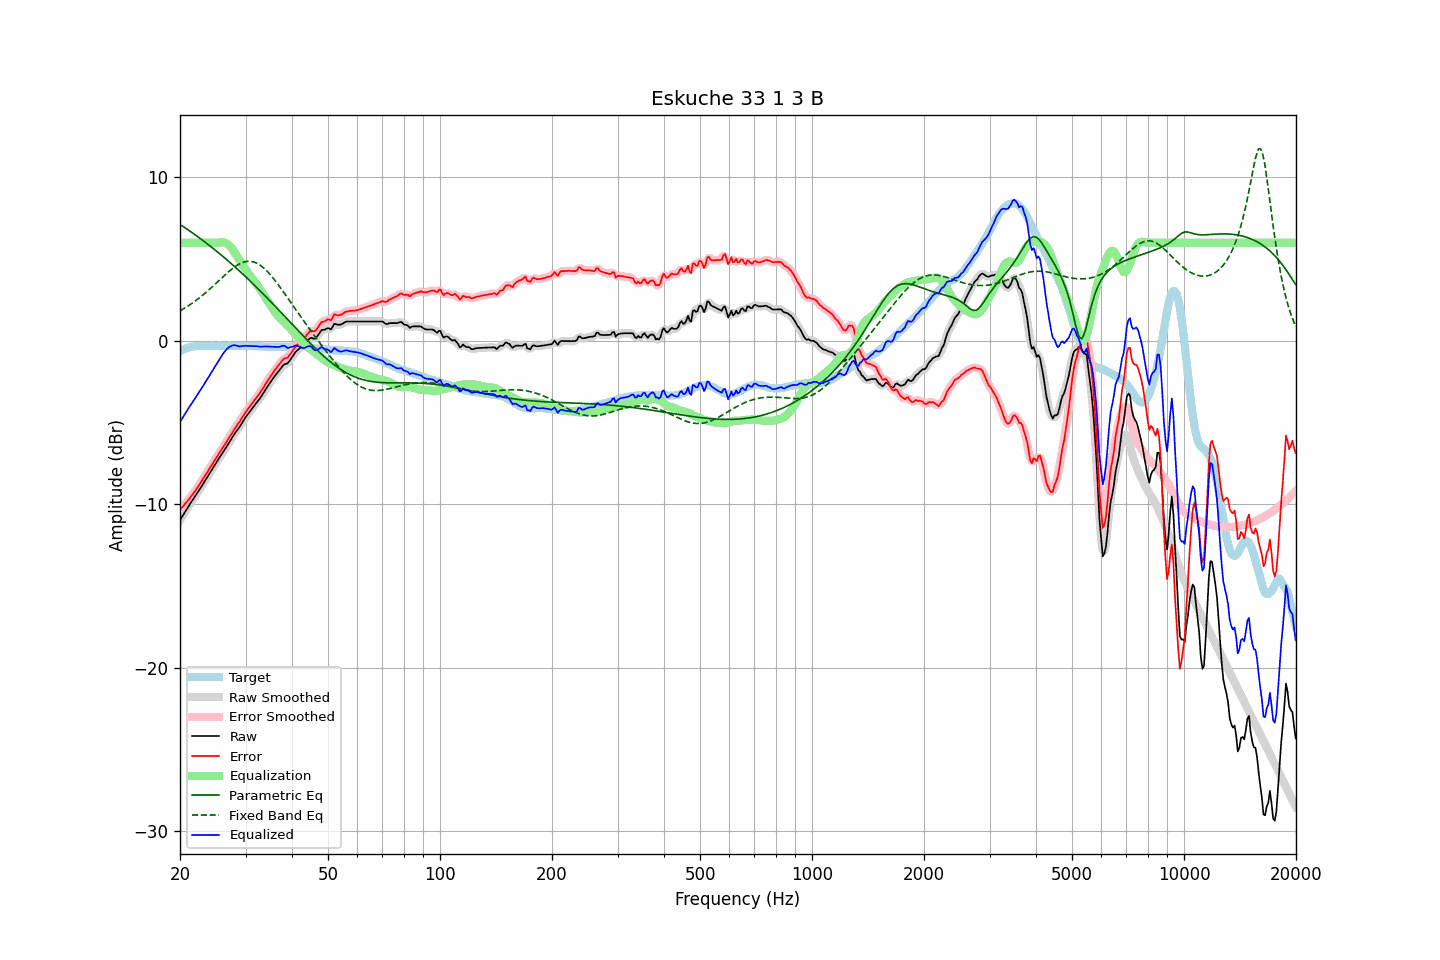 Eskuche 33 1 3 B
Amplitude (dBr)
10
0
−10
−20
−30
Target
Raw Smoothed
Error Smoothed
Raw
Error
Equalization
Parametric Eq
Fixed Band Eq
Equalized
20 50 100 200 500 1000 2000 5000 10000 20000
Frequency (Hz)